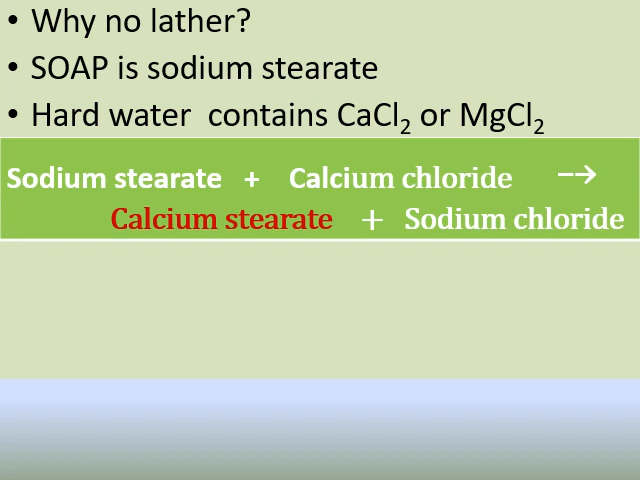 • Why no lather?
• SOAP is sodium stearate
• Hard water  contains CaCl₂ or MgCl₂
Sodium stearate + Calcium chloride –→
Calcium stearate + Sodium chloride